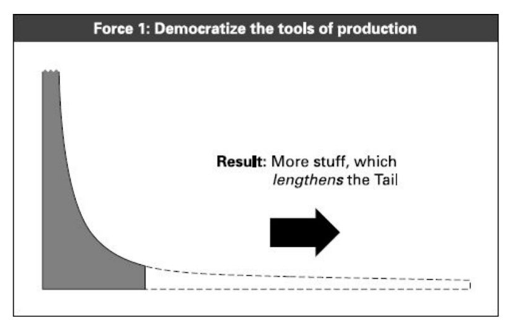 Force 1: Democratize the tools of production
Result: More stuff, which
lengthens the Tail